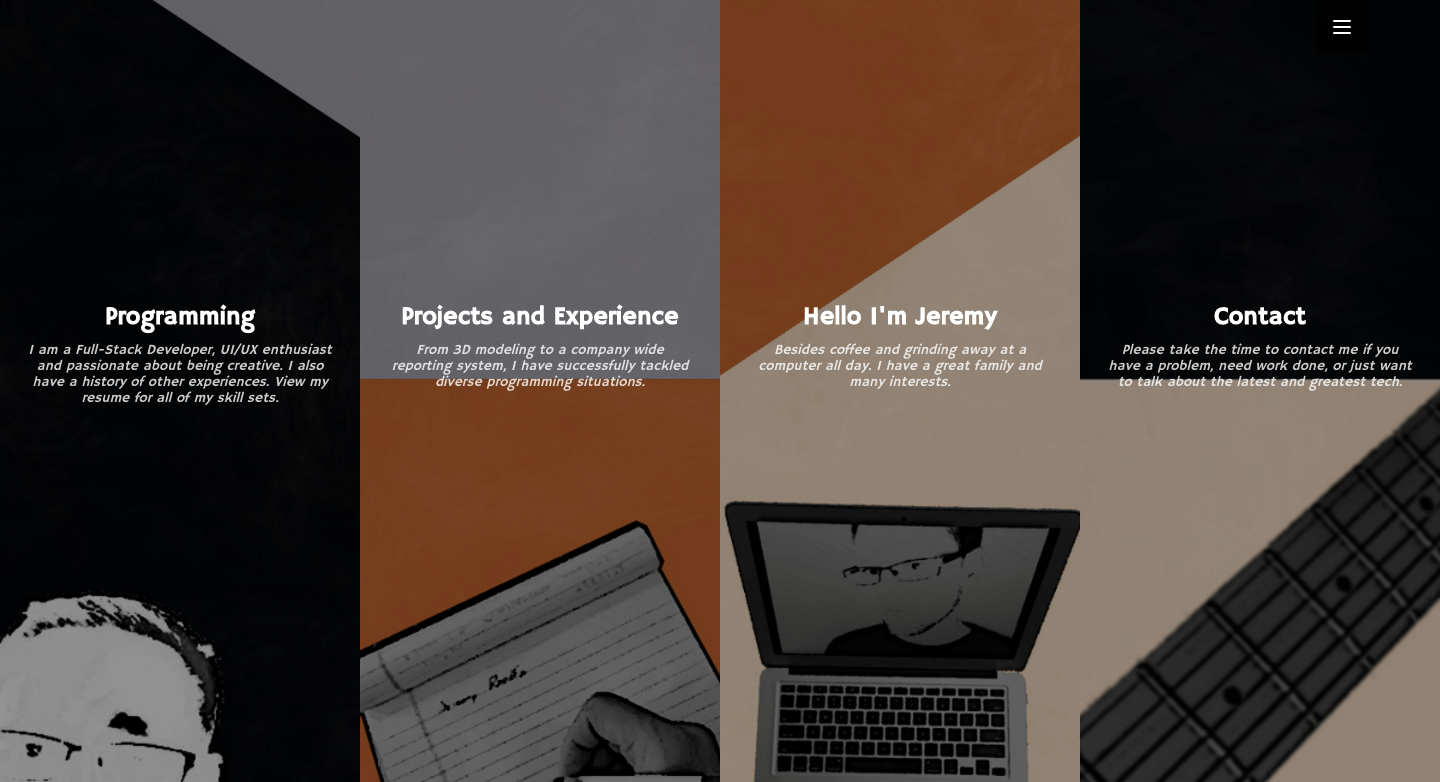 Programming
I am a Full-Stack Developer, UI/UX enthusiast
and passionate about being creative. I also
have a history of other experiences. View my
resume for all of my skill sets.
Projects and Experience
From 3D modeling to a company wide
reporting system, I have successfully tackled
diverse programming situations.
Hello I'm Jeremy
Besides coffee and grinding away at a
computer all day. I have a great family and
many interests.
Contact
Please take the time to contact me if you
have a problem, need work done, or just want
to talk about the latest and greatest tech.